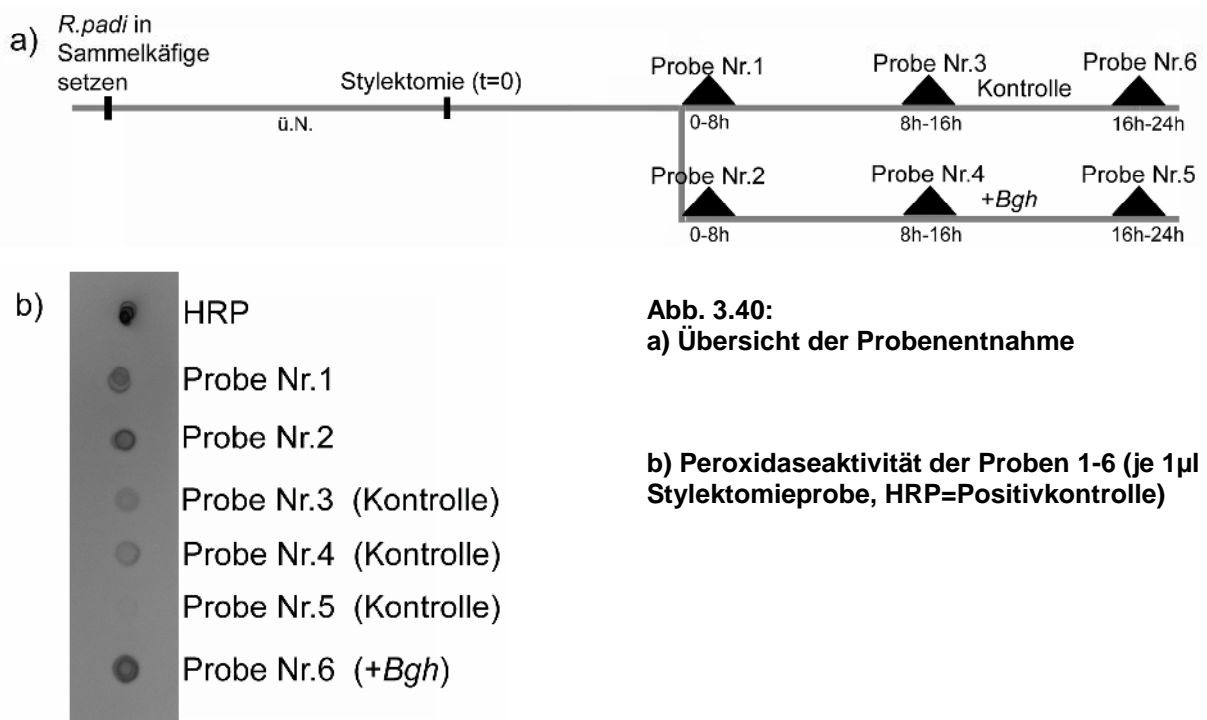 a)
R.padi in
Sammelkäfige
setzen
Stylektomie (t=0)
ü.N.
Probe Nr.1
Probe Nr.3
Probe Nr.6
Kontrolle
0-8h
8h-16h
16h-24h
Probe Nr.2
Probe Nr.4
Probe Nr.5
+Bgh
0-8h
8h-16h
16h-24h
b)
HRP
Probe Nr.1
Probe Nr.2
Probe Nr.3 (Kontrolle)
Probe Nr.4 (Kontrolle)
Probe Nr.5 (Kontrolle)
Probe Nr.6 (+Bgh)
Abb. 3.40:
a) Übersicht der Probenentnahme
b) Peroxidaseaktivität der Proben 1-6 (je 1µl
Stylektomieprobe, HRP=Positivkontrolle)